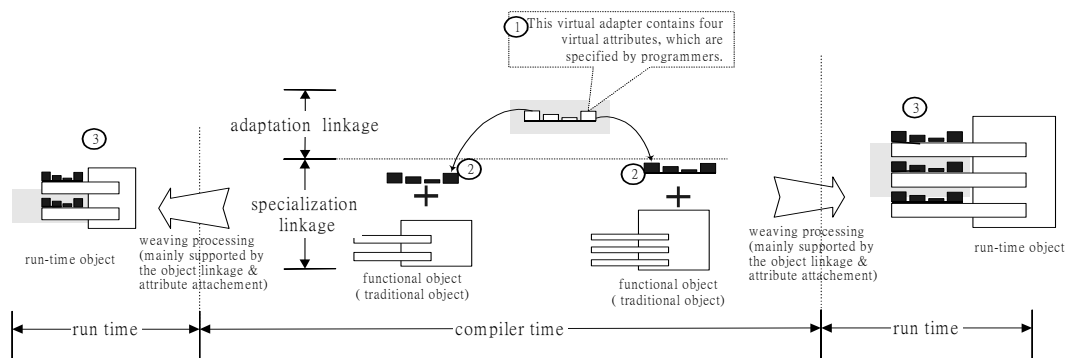 1
This virtual adapter contains four
virtual attributes, which are
specified by programmers.
adaptation linkage
3
3
2
2
specialization
linkage
weaving processing
(mainly supported by
the object linkage &
attribute attachement)
run-time object
functional object
( traditional object)
functional object
( traditional object)
weaving processing
(mainly supported by
the object linkage &
attribute attachement)
run-time object
run time
compiler time
run time